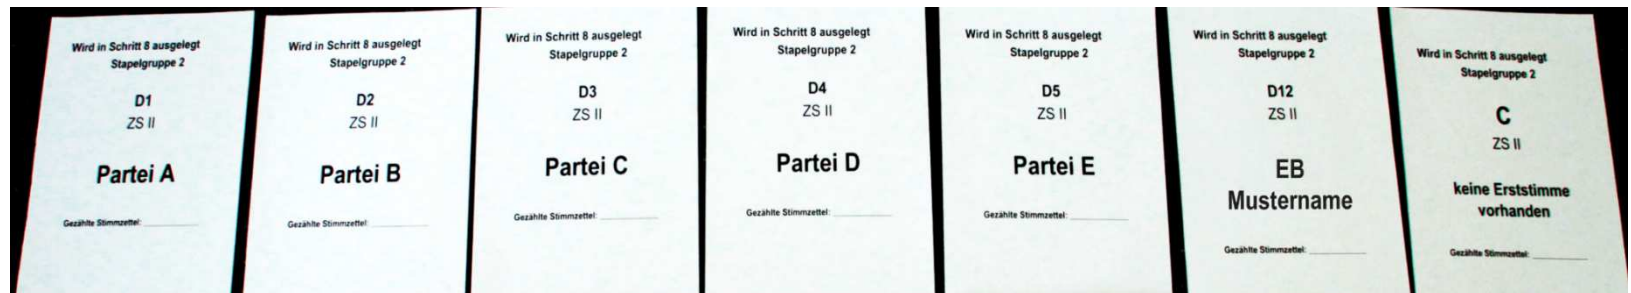 Wird in Schritt 8 ausgelegt
Stapelgruppe 2
D1
ZS II
Partei A
Gezählte Stimmzettel:
Wird in Schritt 8 ausgelegt
Stapelgruppe 2
D2
ZS II
Partei B
Gezählte Stimmzettel:
Wird in Schritt 8 ausgelegt
Stapelgruppe 2
D3
ZS II
Partei C
Gezählte Stimmzettel:
Wird in Schritt 8 ausgelegt
Stapelgruppe 2
D4
ZS II
Partei D
Gezählte Stimmzettel:
Wird in Schritt 8 ausgelegt
Stapelgruppe 2
D5
ZS II
Partei E
Gezählte Stimmzettel:
Wird in Schritt 8 ausgelegt
Stapelgruppe 2
D12
ZS II
EB
Mustername
Gezählte Stimmzettel:
Wird in Schritt 8 ausgelegt
Stapelgruppe 2
C
ZS II
keine Erststimme
vorhanden
Gezählte Stimmzettel: